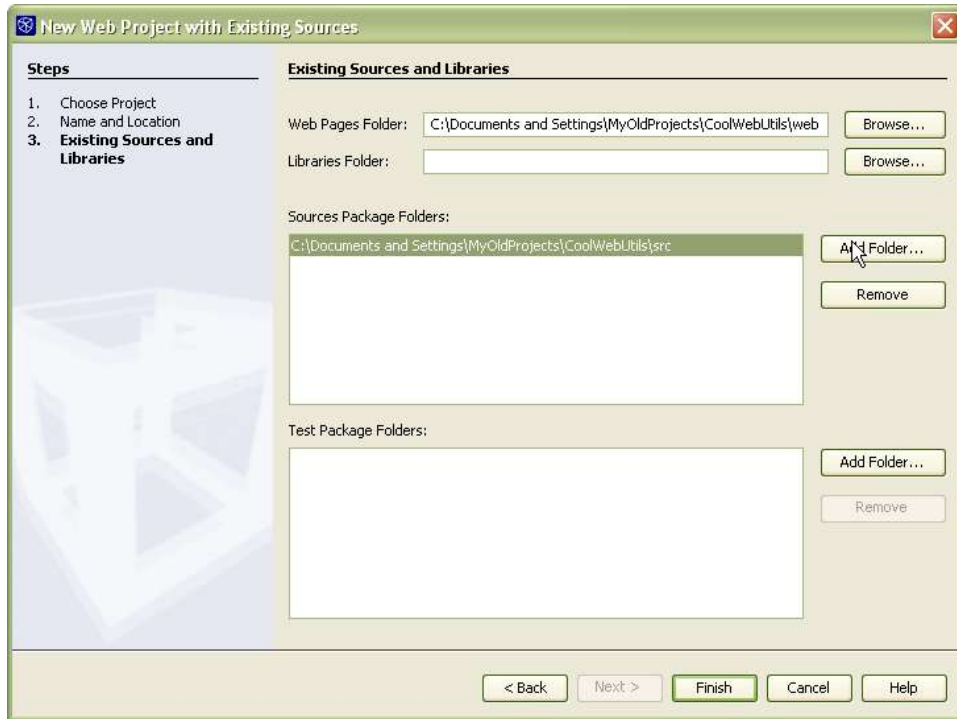 New Web Project with Existing Sources
Steps
1. Choose Project
2. Name and Location
3. Existing Sources and
Libraries
Existing Sources and Libraries
Web Pages Folder: C:\Documents and Settings\MyOldProjects\CoolWebUtils\web Browse...
Libraries Folder: Browse...
Sources Package Folders:
C:\Documents and Settings\MyOldProjects\CoolWebUtils\src
Add Folder...
Remove
Test Package Folders:
Add Folder...
Remove
< Back Next > Finish Cancel Help